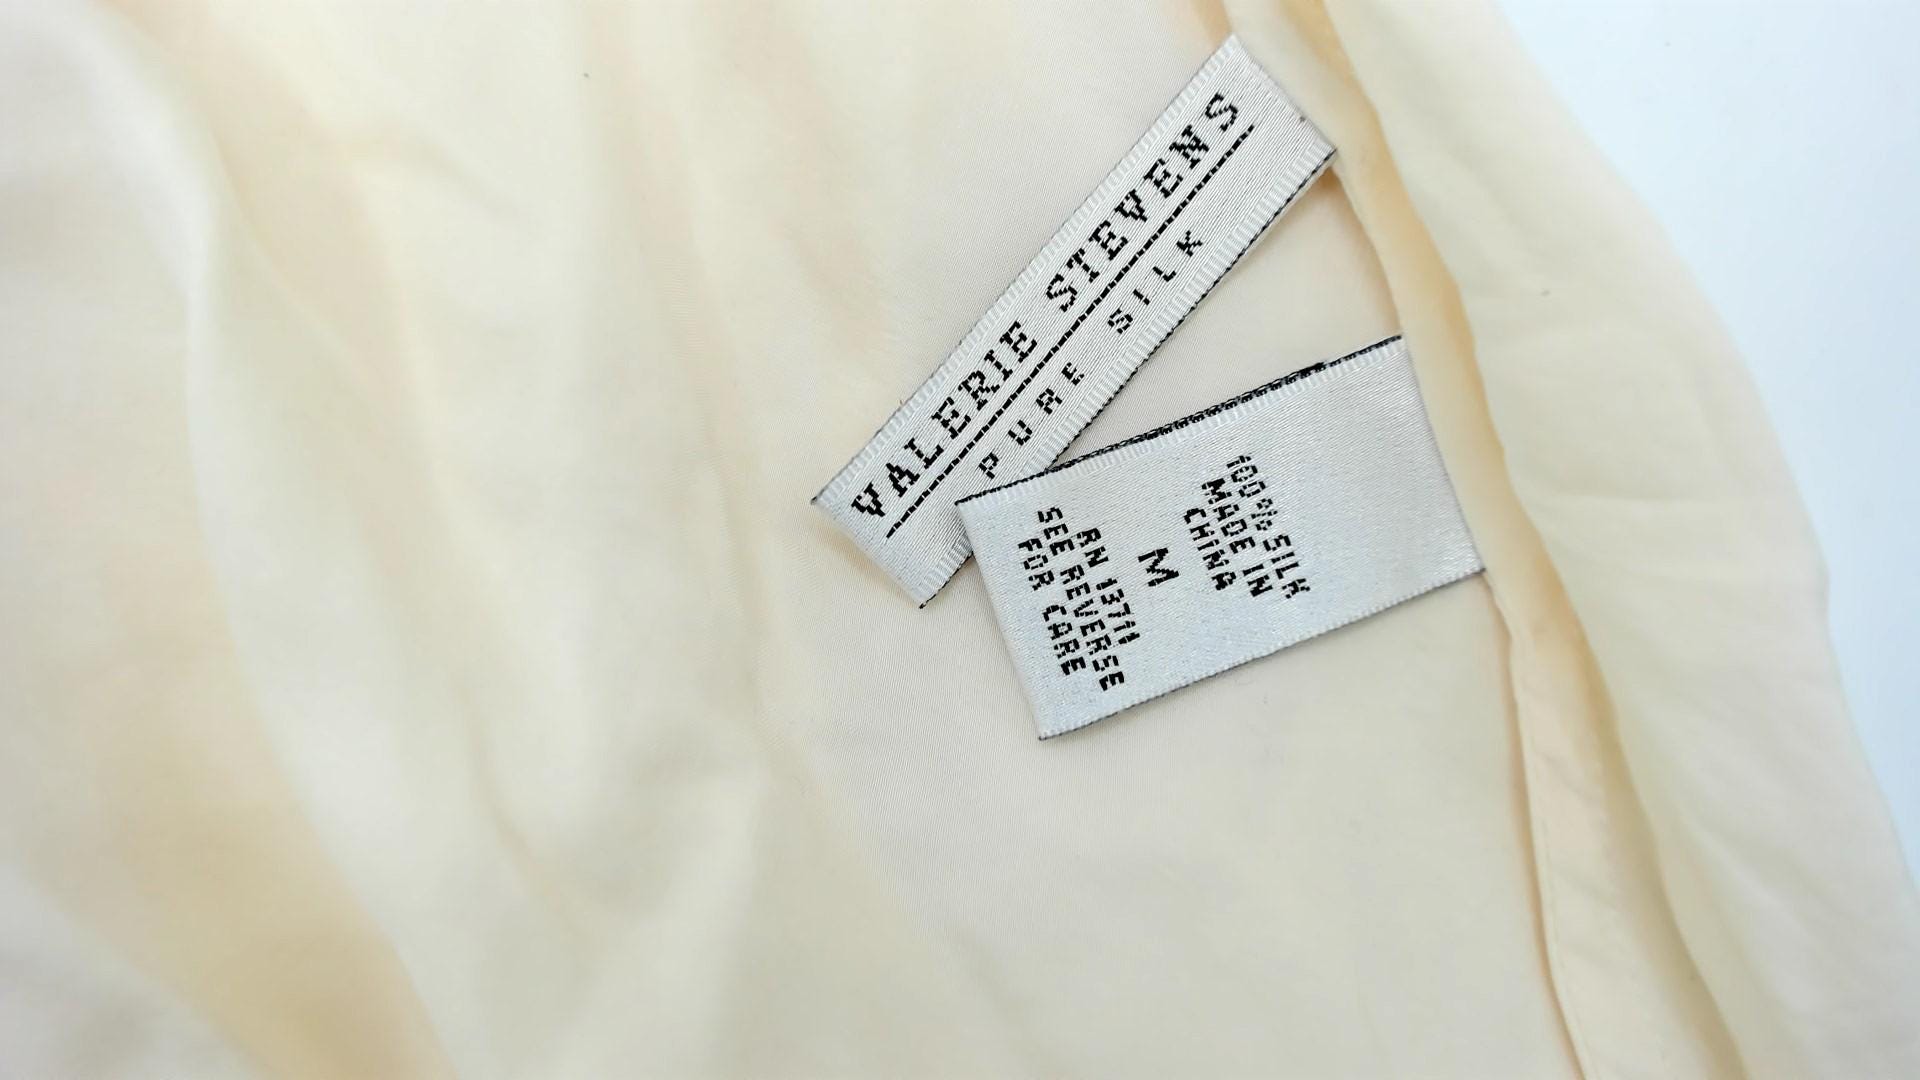 VALERIE STEVENS
PURE SILK
100% SILK
MADE IN
CHINA
M
RN 13711
SEE REVERSE
FOR CARE